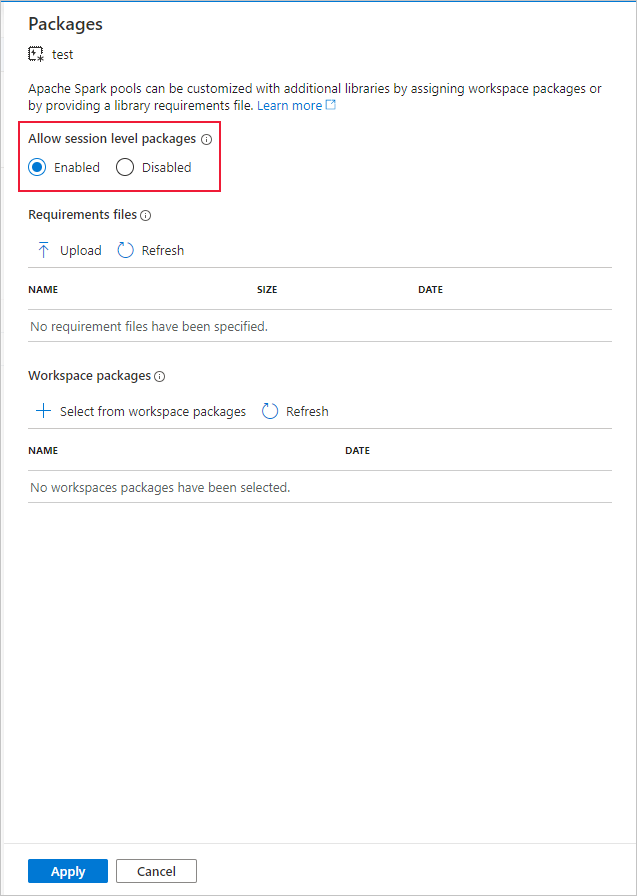 Packages
test
Apache Spark pools can be customized with additional libraries by assigning workspace packages or
by providing a library requirements file. Learn more
Allow session level packages
Enabled Disabled
Requirements files
Upload Refresh
NAME SIZE DATE
No requirement files have been specified.
Workspace packages
Select from workspace packages Refresh
NAME DATE
No workspaces packages have been selected.
Apply Cancel